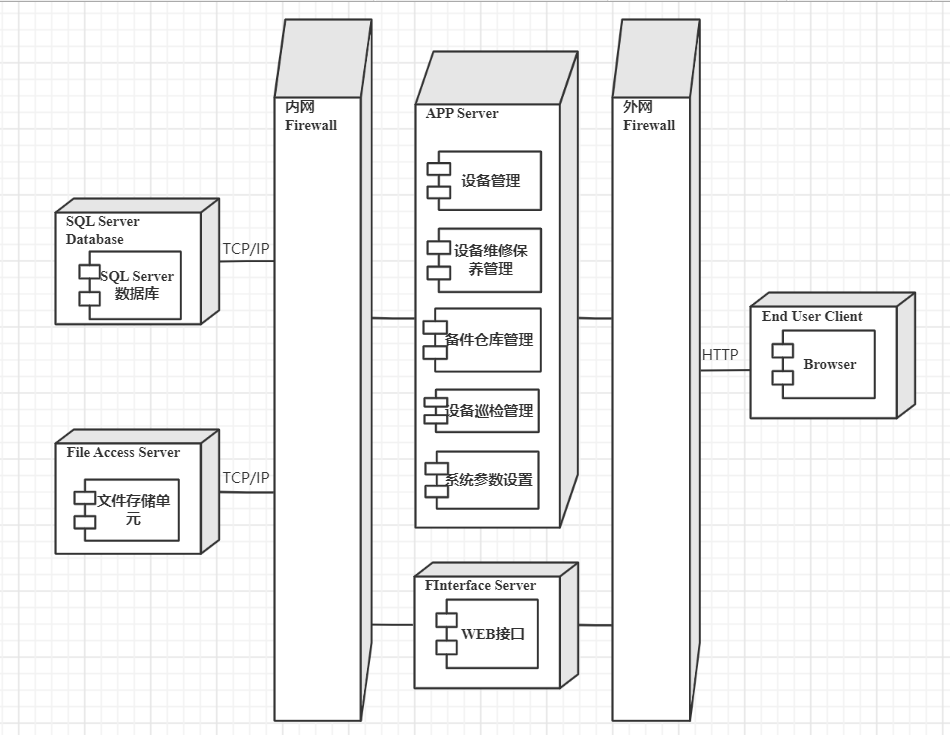 内网
Firewall
APP Server
设备管理
设备维修保
养管理
备件仓库管理
设备巡检管理
系统参数设置
外网
Firewall
SQL Server
Database
SQL Server
数据库
TCP/IP
File Access Server
文件存储单
元
TCP/IP
FInterface Server
WEB接口
HTTP
End User Client
Browser